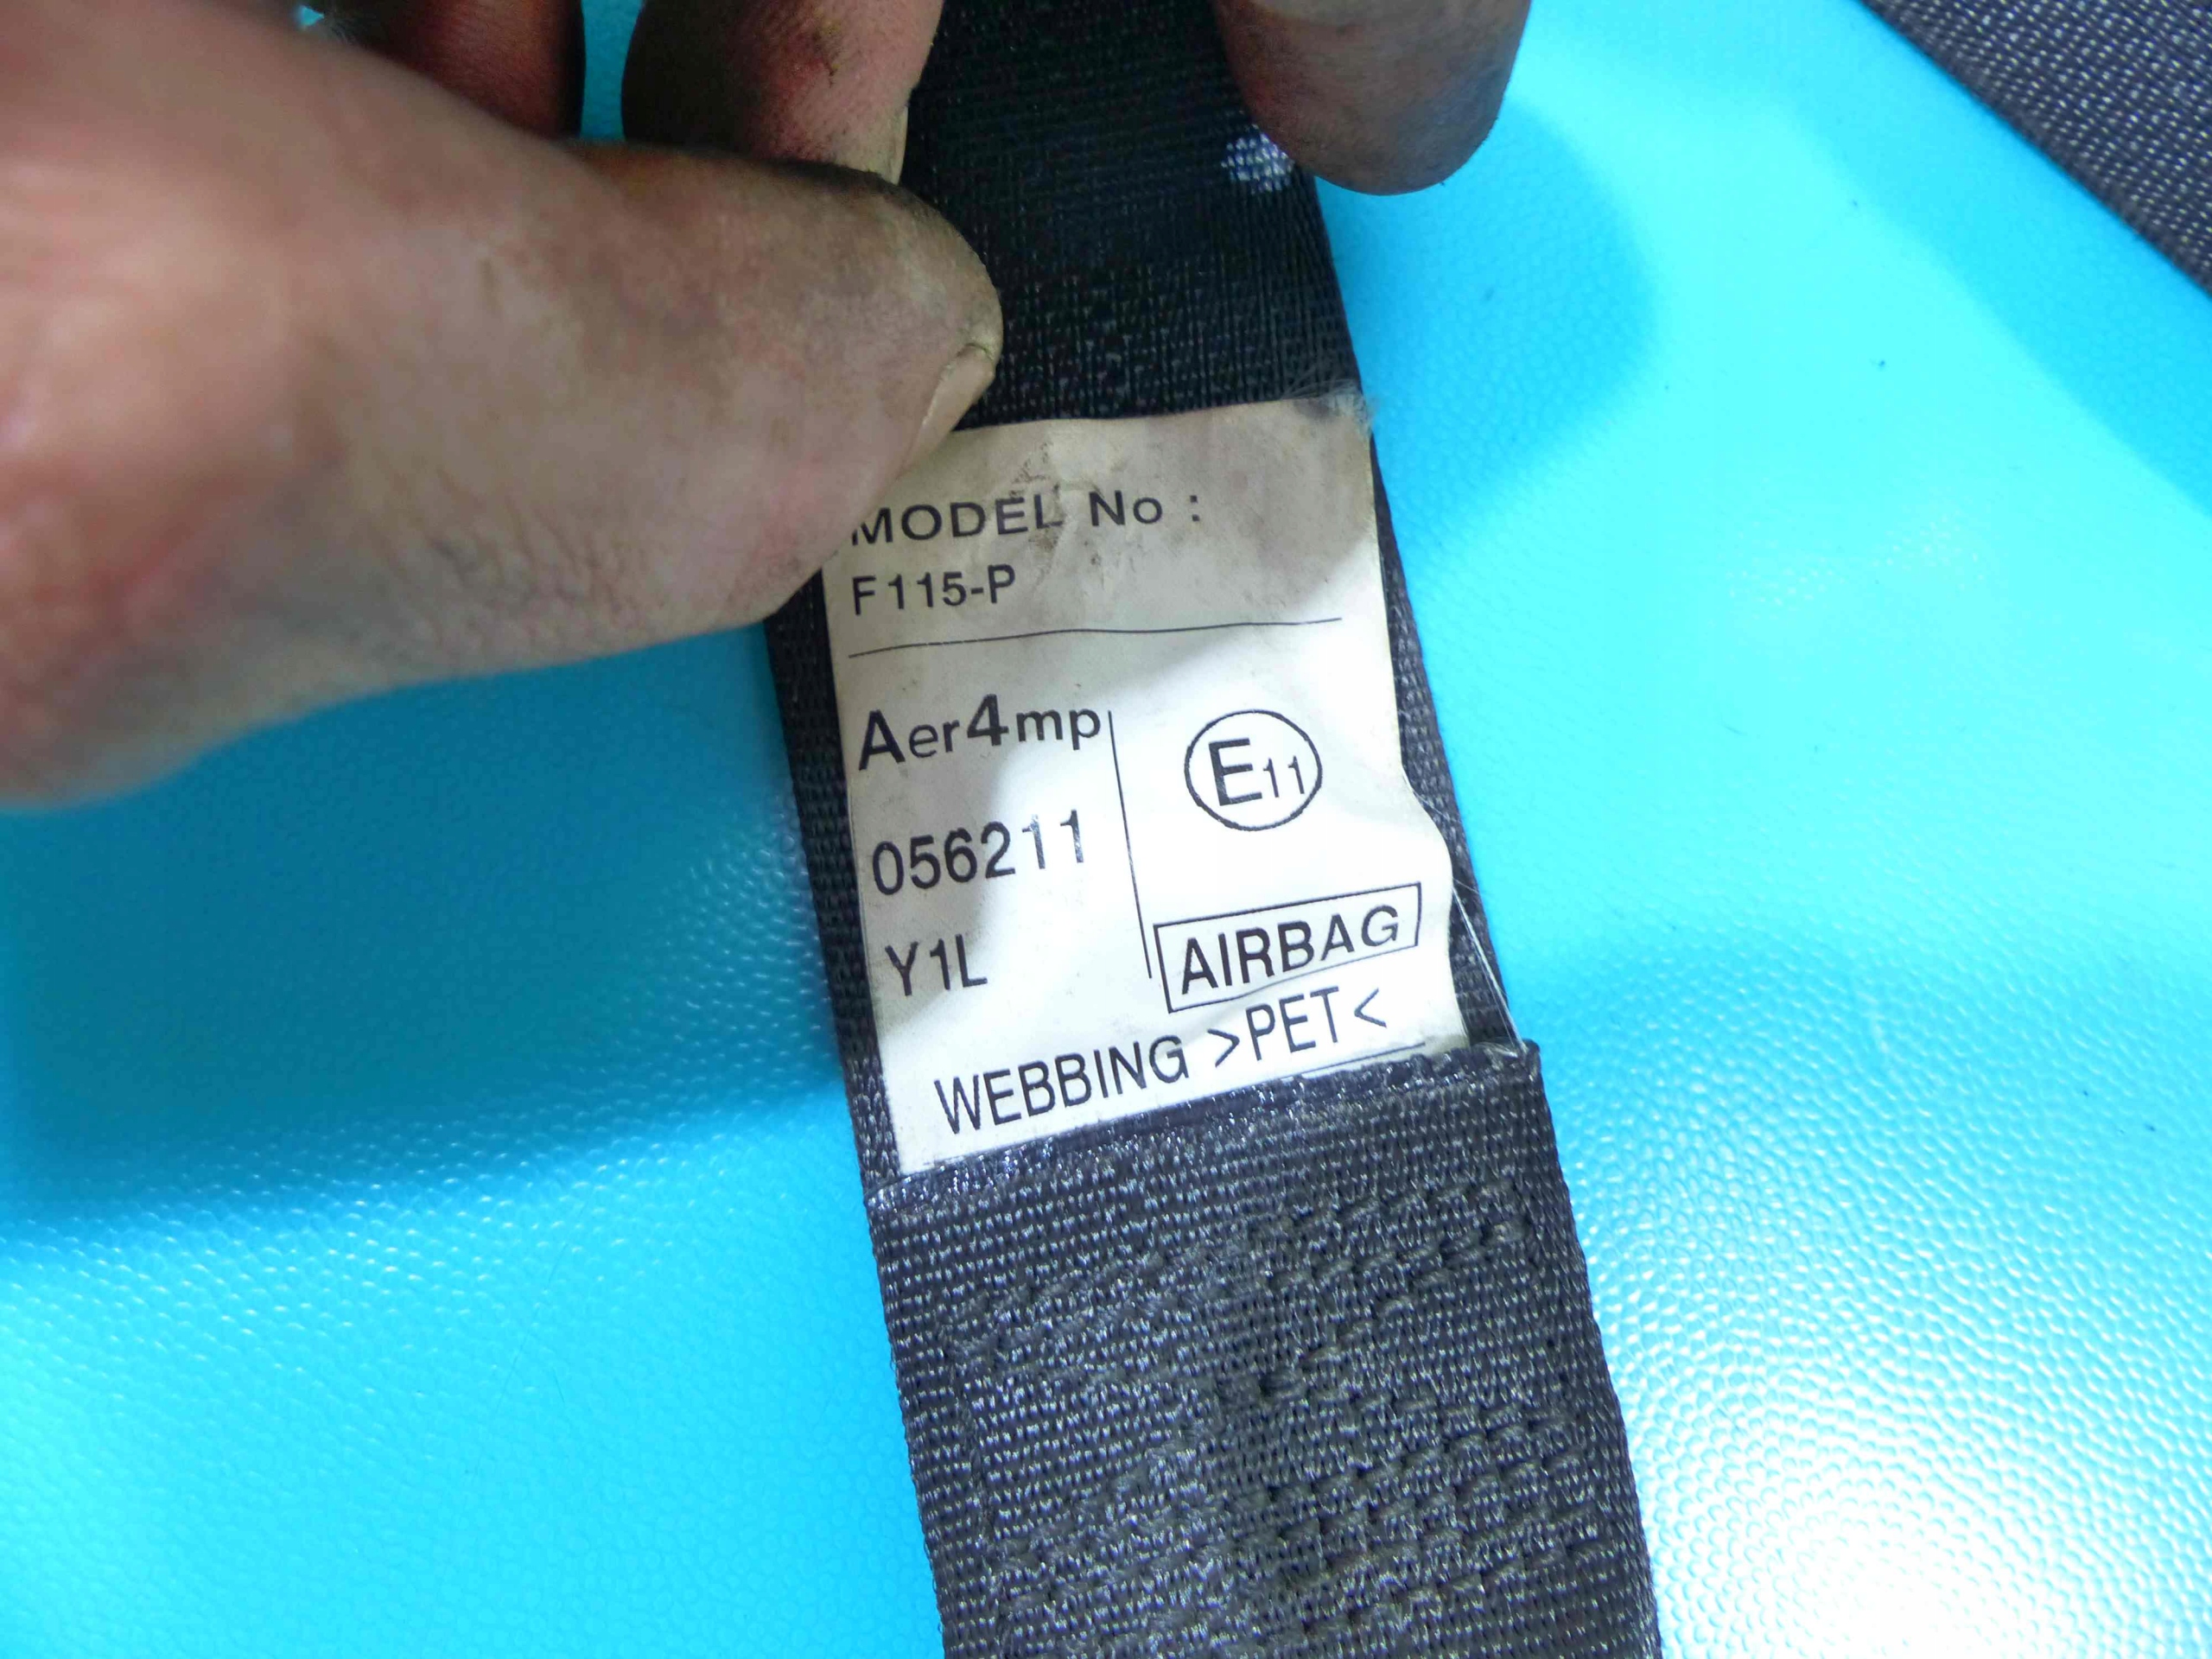 MODEL No :
F115-P
Aer4mp
E11
056211
Y1L
AIRBAG
WEBBING >PET<